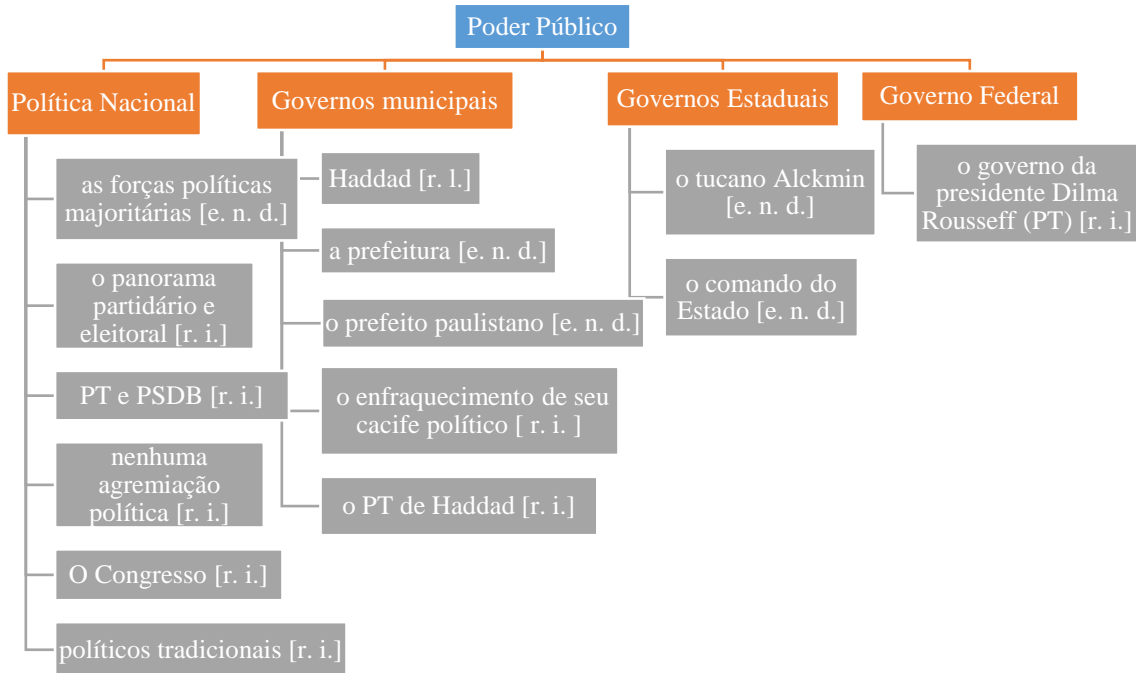 Poder Público
Política Nacional
as forças políticas
majoritárias [e. n. d.]
o panorama
partidário e
eleitoral [r. i.]
PT e PSDB [r. i.]
nenhuma
agremiação
política [r. i.]
O Congresso [r. i.]
políticos tradicionais [r. i.]
Governos municipais
Haddad [r. l.]
a prefeitura [e. n. d.]
o prefeito paulistano [e. n. d.]
o enfraquecimento de seu
cacife político [ r. i. ]
o PT de Haddad [r. i.]
Governos Estaduais
o tucano Alckmin
[e. n. d.]
o comando do
Estado [e. n. d.]
Governo Federal
o governo da
presidente Dilma
Rousseff (PT) [r. i.]